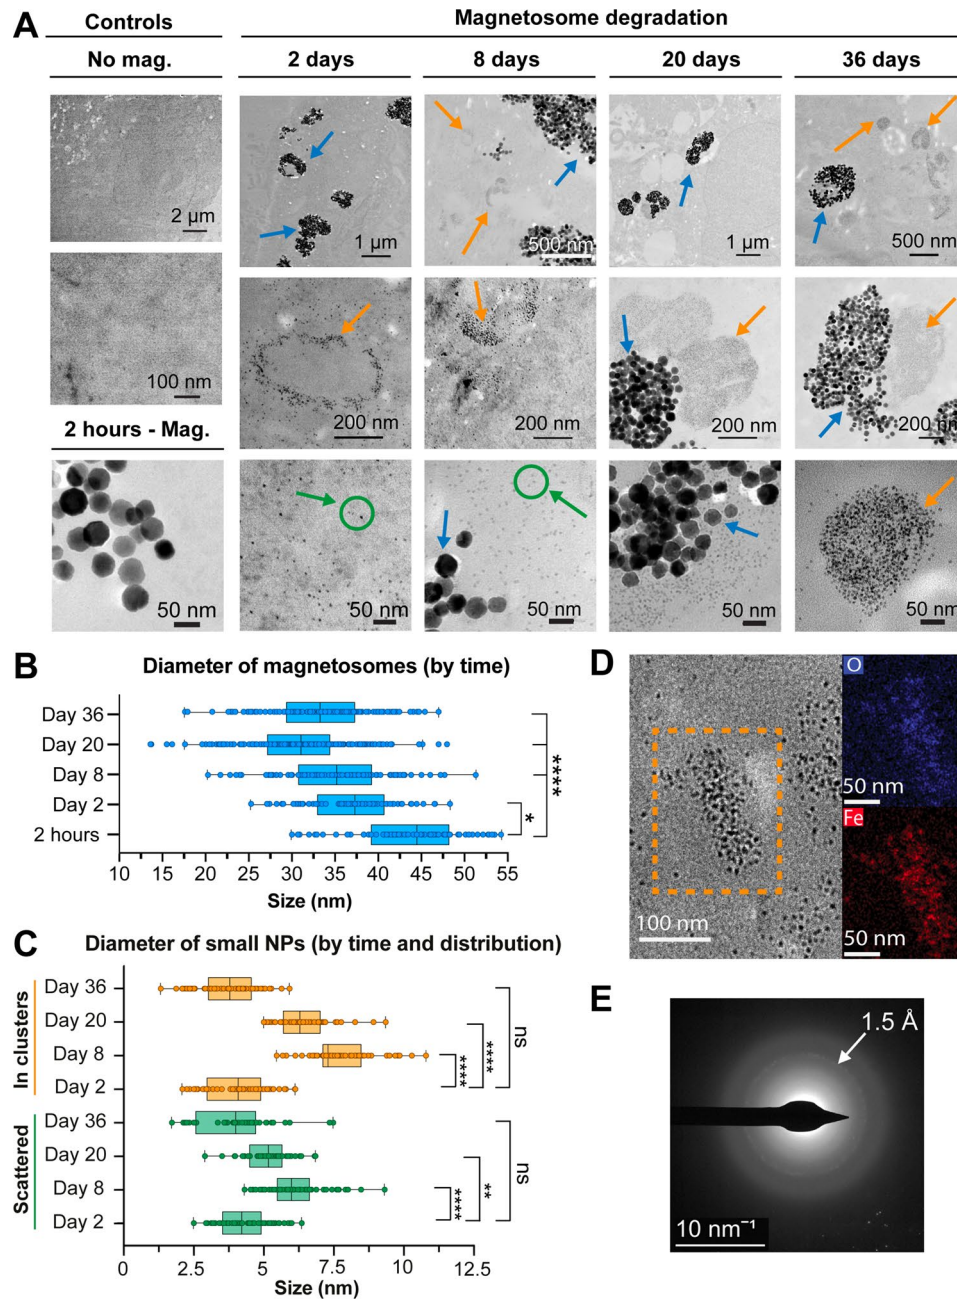 A
Controls
Magnetosome degradation
No mag.
2 days
8 days
20 days
36 days
2 µm
1 µm
500 nm
1 µm
500 nm
100 nm
200 nm
200 nm
200 nm
200 nm
2 hours - Mag.
50 nm
50 nm
50 nm
50 nm
50 nm
B
Diameter of magnetosomes (by time)
Day 36
Day 20
Day 8
Day 2
2 hours
****
*
10 15 20 25 30 35 40 45 50 55
Size (nm)
C
Diameter of small NPs (by time and distribution)
In clusters
Day 36
Day 20
Day 8
Day 2
****
****
ns
Scattered
Day 36
Day 20
Day 8
Day 2
****
**
ns
0 2.5 5 7.5 10 12.5
Size (nm)
D
100 nm
O
50 nm
Fe
50 nm
E
1.5 Å
10 nm⁻¹